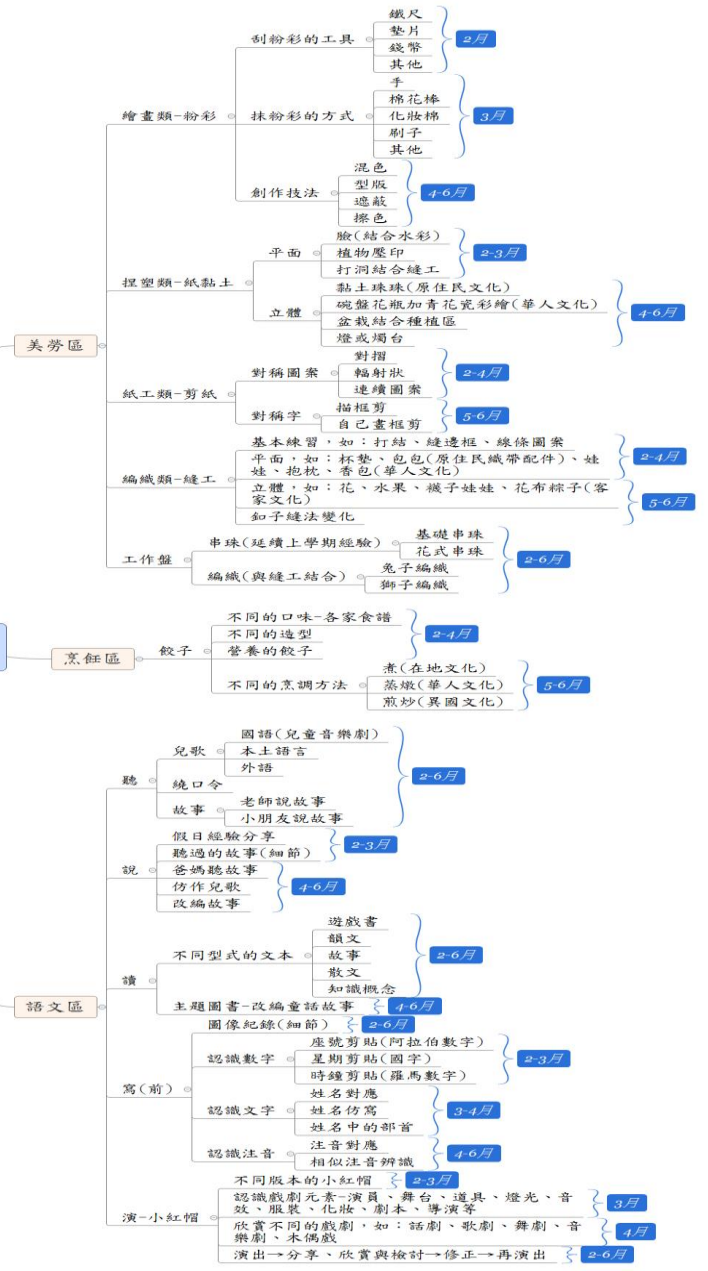 美勞區
繪畫類-粉彩
刮粉彩的工具
鐵尺
墊片
錢幣
其他
2月
抹粉彩的方式
手
棉花棒
化妝棉
刷子
其他
3月
創作技法
混色
型版
遮蔽
擦色
4-6月
捏塑類-紙黏土
平面
臉(結合水彩)
植物壓印
打洞結合縫工
2-3月
立體
黏土珠珠(原住民文化)
碗盤花瓶加青花瓷彩繪(華人文化)
盆栽結合種植區
燈或燭台
4-6月
紙工類-剪紙
對稱圖案
對摺
輻射狀
連續圖案
2-4月
對稱字
描框剪
自己畫框剪
5-6月
編織類-縫工
基本練習，如：打結、縫邊框、線條圖案
平面，如：杯墊、包包(原住民織帶配件)、娃
娃、抱枕、香包(華人文化)
2-4月
立體，如：花、水果、襪子娃娃、花布粽子(客
家文化)
釦子縫法變化
5-6月
工作盤
串珠(延續上學期經驗)
基礎串珠
花式串珠
編織(與縫工結合)
兔子編織
獅子編織
2-6月
烹飪區
餃子
不同的口味-各家食譜
不同的造型
營養的餃子
2-4月
不同的烹調方法
煮(在地文化)
蒸燉(華人文化)
煎炒(異國文化)
5-6月
語文區
聽
兒歌
國語(兒童音樂劇)
本土語言
外語
繞口令
故事
老師說故事
小朋友說故事
2-6月
說
假日經驗分享
聽過的故事(細節)
2-3月
爸媽聽故事
仿作兒歌
改編故事
4-6月
讀
不同型式的文本
遊戲書
韻文
故事
散文
知識概念
2-6月
主題圖書-改編童話故事
4-6月
寫(前)
圖像紀錄(細節)
2-6月
認識數字
座號剪貼(阿拉伯數字)
星期剪貼(國字)
時鐘剪貼(羅馬數字)
2-3月
認識文字
姓名對應
姓名仿寫
姓名中的部首
3-4月
認識注音
注音對應
相似注音辨識
4-6月
演-小紅帽
不同版本的小紅帽
2-3月
認識戲劇元素-演員、舞台、道具、燈光、音
效、服裝、化妝、劇本、導演等
3月
欣賞不同的戲劇，如：話劇、歌劇、舞劇、音
樂劇、木偶戲
4月
演出→分享、欣賞與檢討→修正→再演出
2-6月